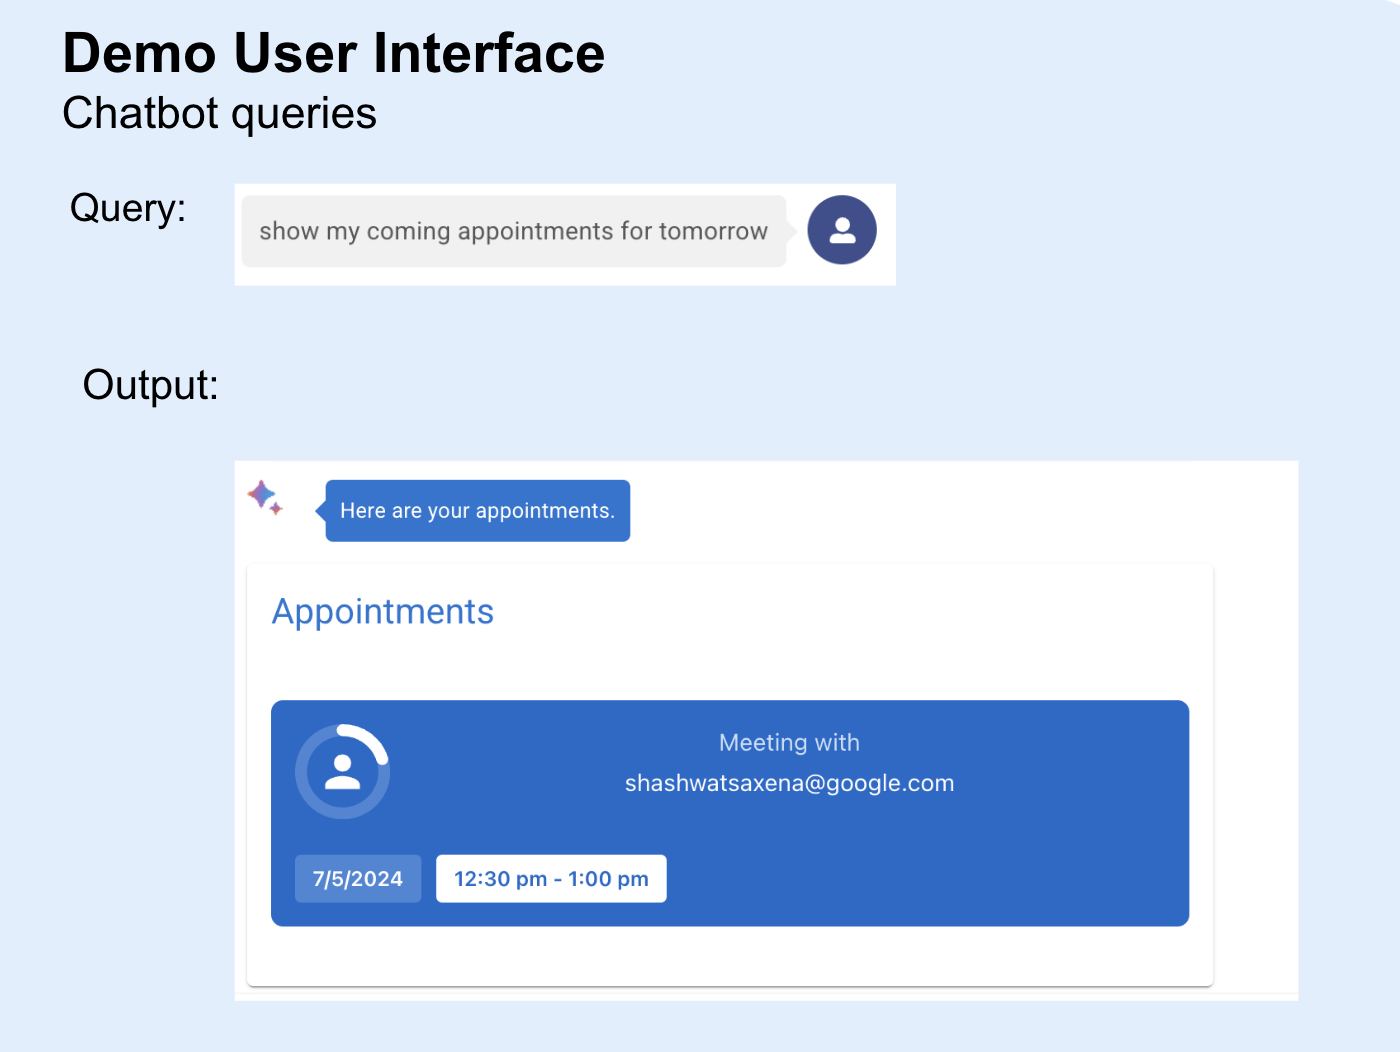 Demo User Interface
Chatbot queries
Query:
show my coming appointments for tomorrow
Output:
Here are your appointments.
Appointments
Meeting with
shashwatsaxena@google.com
7/5/2024
12:30 pm - 1:00 pm